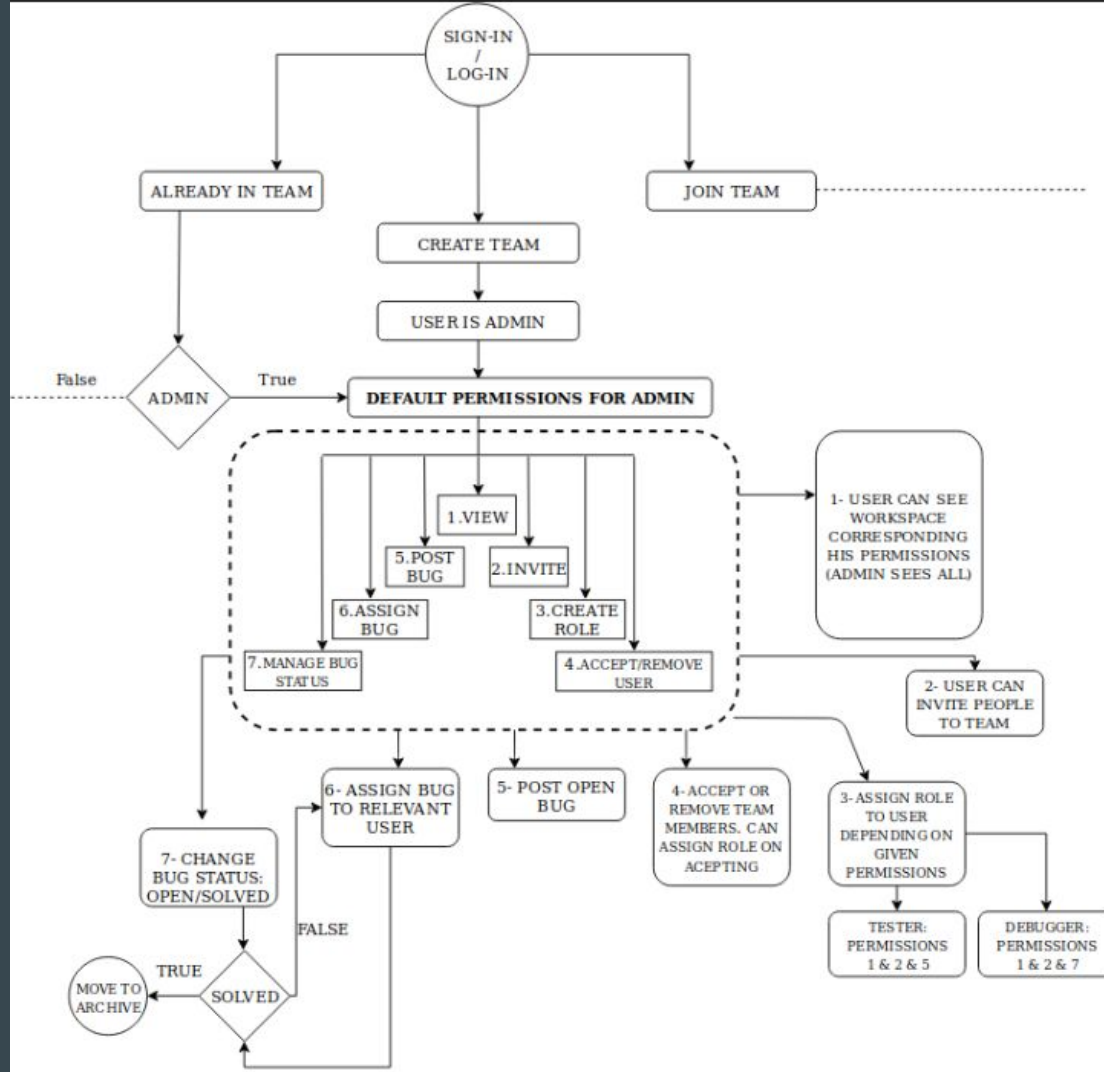 SIGN-IN
/
LOG-IN
ALREADY IN TEAM
JOIN TEAM
CREATE TEAM
USER IS ADMIN
False
ADMIN
True
DEFAULT PERMISSIONS FOR ADMIN
1.VIEW
5.POST
BUG
2.INVITE
6.ASSIGN
BUG
3.CREATE
ROLE
7.MANAGE BUG
STATUS
4.ACCEPT/REMOVE
USER
1- USER CAN SEE
WORKSPACE
CORRESPONDING
HIS PERMISSIONS
(ADMIN SEES ALL)
2- USER CAN
INVITE PEOPLE
TO TEAM
6- ASSIGN BUG
TO RELEVANT
USER
5- POST OPEN
BUG
4- ACCEPT OR
REMOVE TEAM
MEMBERS. CAN
ASSIGN ROLE ON
ACEPTING
3-ASSIGN ROLE
TO USER
DEPENDING ON
GIVEN
PERMISSIONS
7- CHANGE
BUG STATUS:
OPEN/SOLVED
FALSE
TESTER:
PERMISSIONS
1 & 2 & 5
DEBUGGER:
PERMISSIONS
1 & 2 & 7
TRUE
MOVE TO
ARCHIVE
SOLVED